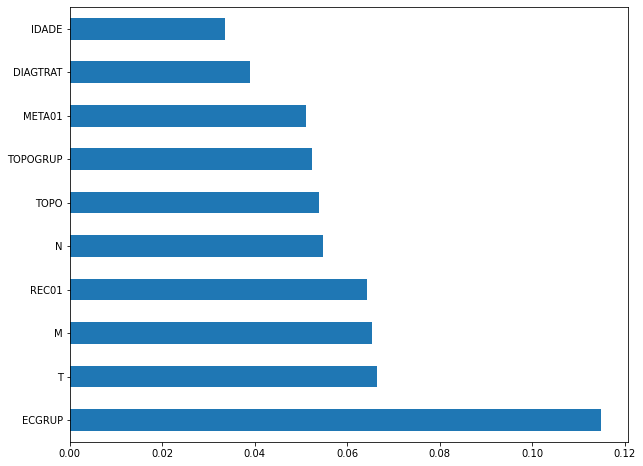 IDADE
DIAGTRAT
META01
TOPOGRUP
TOPO
N
REC01
M
T
ECGRUP
0.00 0.02 0.04 0.06 0.08 0.10 0.12